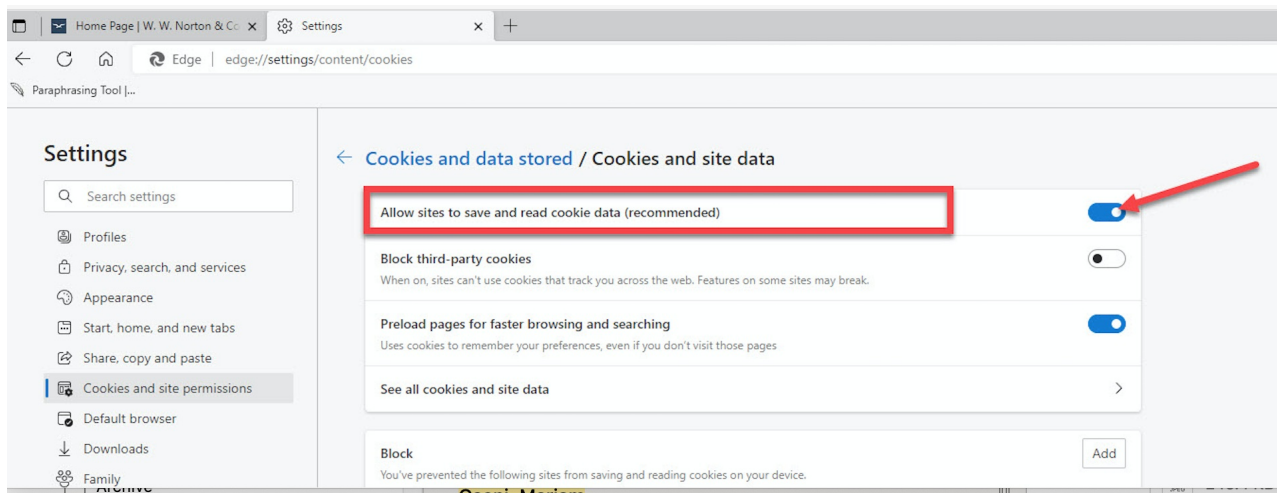 Home Page | W. W. Norton & Co
Settings
Edge | edge://settings/content/cookies
Paraphrasing Tool |...
Settings
Search settings
Profiles
Privacy, search, and services
Appearance
Start, home, and new tabs
Share, copy and paste
Cookies and site permissions
Default browser
Downloads
Family
Cookies and data stored / Cookies and site data
Allow sites to save and read cookie data (recommended)
Block third-party cookies
When on, sites can't use cookies that track you across the web. Features on some sites may break.
Preload pages for faster browsing and searching
Uses cookies to remember your preferences, even if you don't visit those pages
See all cookies and site data
Block
Add
You've prevented the following sites from saving and reading cookies on your device.
Archive